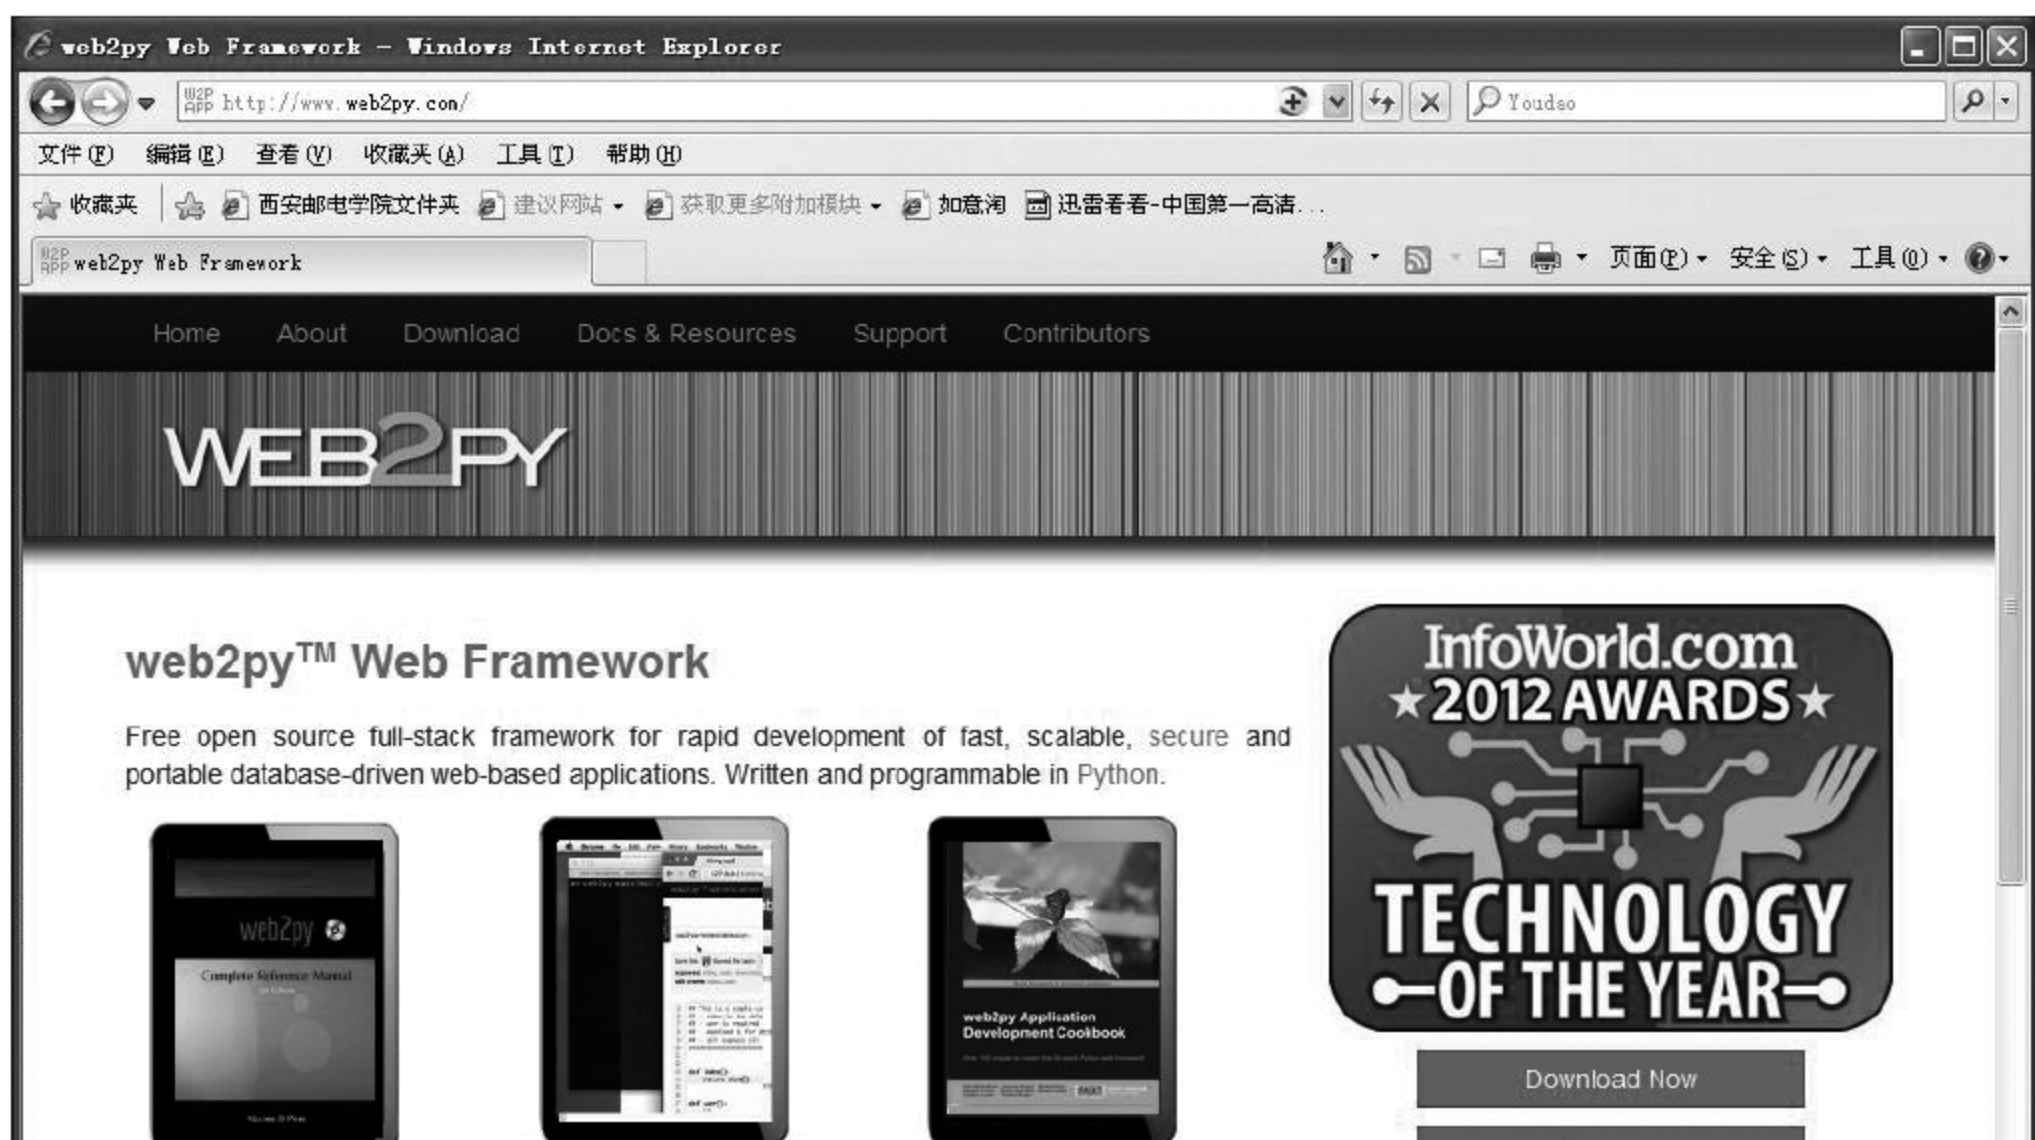 web2py Web Framework - Windows Internet Explorer
W2P APP http://www.web2py.com/ Youdao
文件(F) 编辑(E) 查看(V) 收藏夹(A) 工具(T) 帮助(H)
收藏夹 西安邮电学院文件夹 建议网站 获取更多附加模块 如意淘 迅雷看看-中国第一高清...
W2P APP web2py Web Framework 页面(P) 安全(S) 工具(O)
Home About Download Docs & Resources Support Contributors
WEB2PY
web2py™ Web Framework
Free open source full-stack framework for rapid development of fast, scalable, secure and
portable database-driven web-based applications. Written and programmable in Python.
web2py
Complete Reference Manual
web2py Application
Development Cookbook
InfoWorld.com
2012 AWARDS
TECHNOLOGY
OF THE YEAR
Download Now